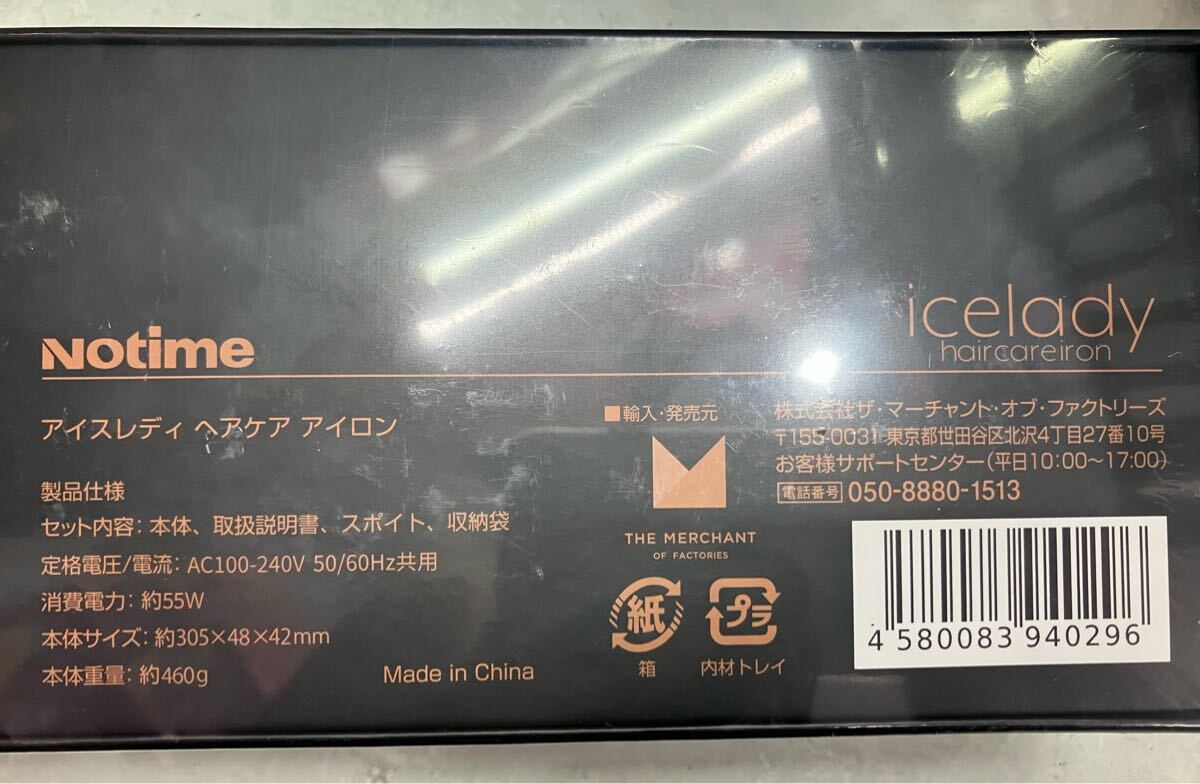 Notime
icelady
haircareiron
アイスレディ ヘアケア アイロン
製品仕様
セット内容：本体、取扱説明書、スポイト、収納袋
定格電圧/電流：AC100-240V 50/60Hz共用
消費電力：約55W
本体サイズ：約305×48×42mm
本体重量：約460g
Made in China
■輸入・発売元
THE MERCHANT
OF FACTORIES
紙
箱
プラ
内材トレイ
株式会社ザ・マーチャント・オブ・ファクトリーズ
〒155-0031 東京都世田谷区北沢4丁目27番10号
お客様サポートセンター（平日10:00〜17:00）
電話番号 050-8880-1513
4 580083 940296